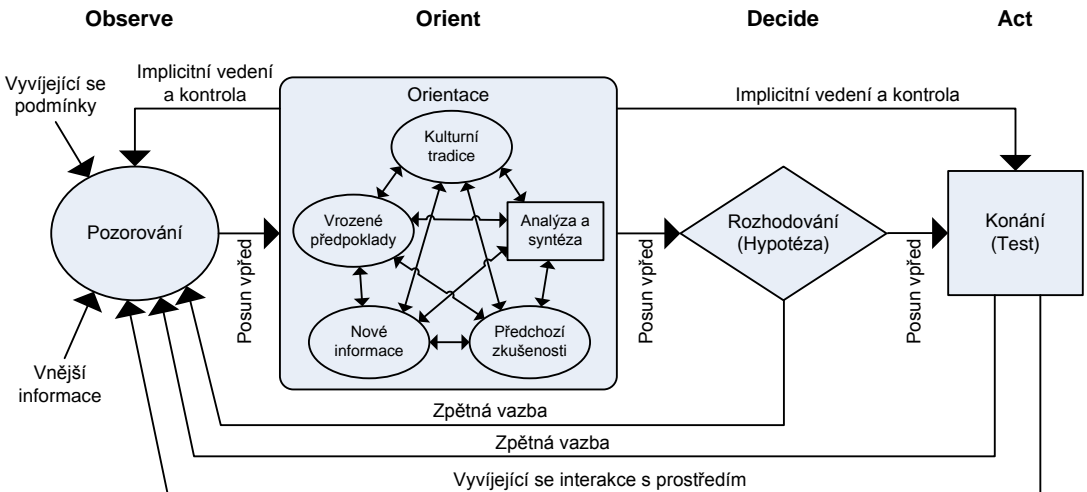 Observe
Orient
Decide
Act
Vyvíjející se
podmínky
Implicitní vedení
a kontrola
Orientace
Implicitní vedení a kontrola
Kulturní
tradice
Vrozené
předpoklady
Analýza a
syntéza
Pozorování
Posun vpřed
Rozhodování
(Hypotéza)
Posun vpřed
Konání
(Test)
Posun vpřed
Nové
informace
Předchozí
zkušenosti
Vnější
informace
Zpětná vazba
Zpětná vazba
Vyvíjející se interakce s prostředím